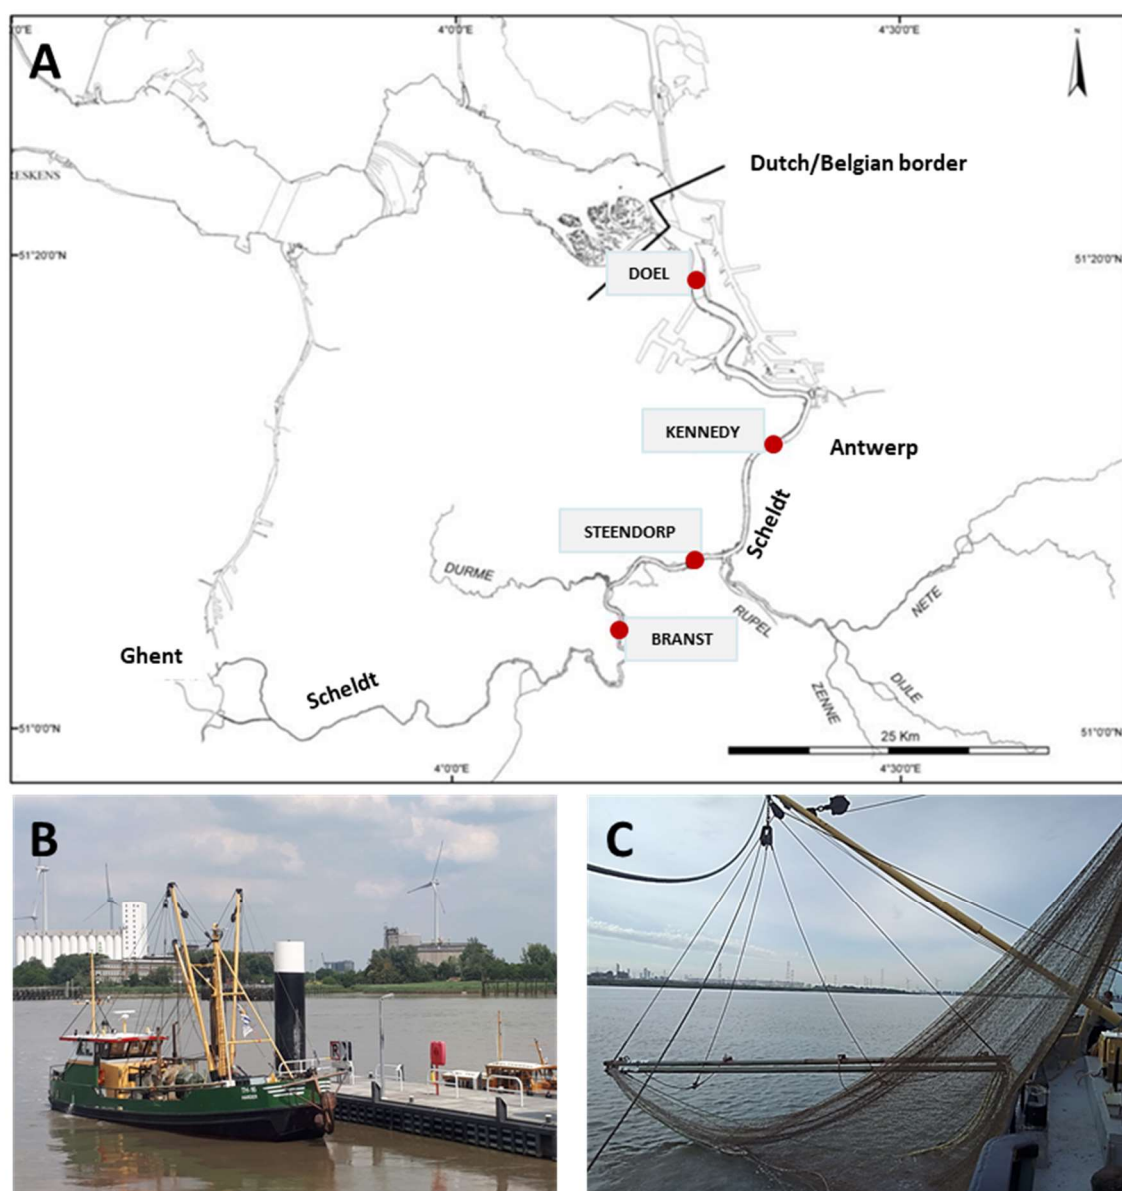 0'E
4°0'0"E
4°30'0"E
A
Dutch/Belgian border
ESKENS
51°20'0"N
51°20'0"N
DOEL
KENNEDY
Antwerp
STEENDORP
Scheldt
DURME
NETE
RUPEL
BRANST
Ghent
Scheldt
DIJLE
ZENNE
25 Km
51°0'0"N
51°0'0"N
4°0'0"E
4°30'0"E
B
C